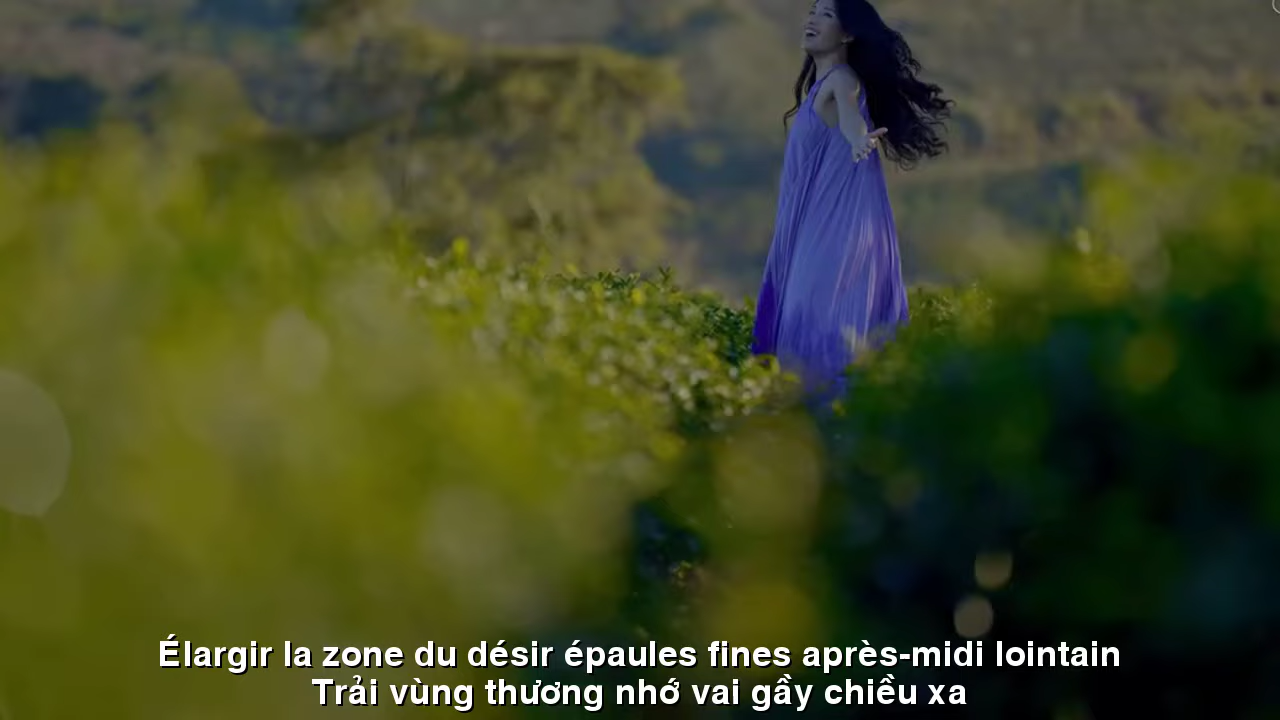 Élargir la zone du désir épaules fines après-midi lointain
Trải vùng thương nhớ vai gầy chiều xa